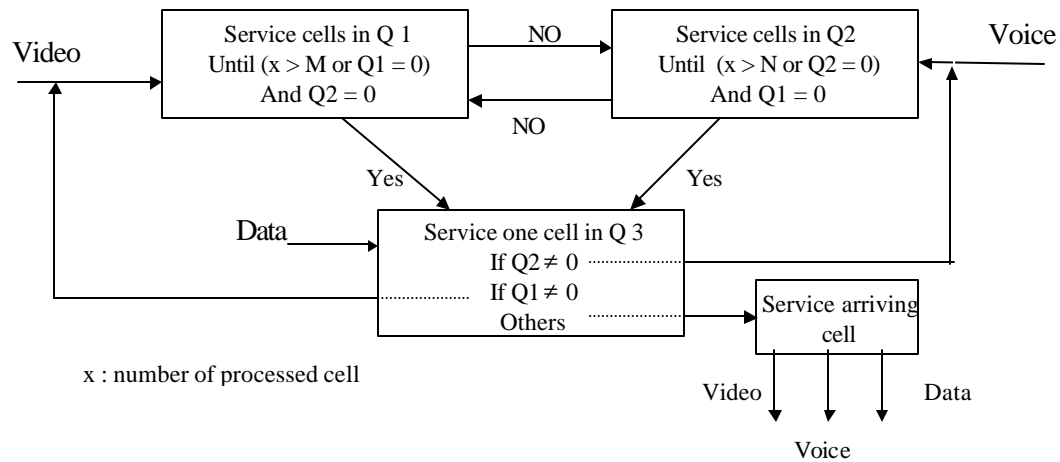 Video
Service cells in Q 1
Until (x > M or Q1 = 0)
And Q2 = 0
NO
NO
Service cells in Q2
Until (x > N or Q2 = 0)
And Q1 = 0
Voice
Yes
Yes
Data
Service one cell in Q 3
If Q2 ≠ 0
If Q1 ≠ 0
Others
Service arriving
cell
x : number of processed cell
Video
Data
Voice